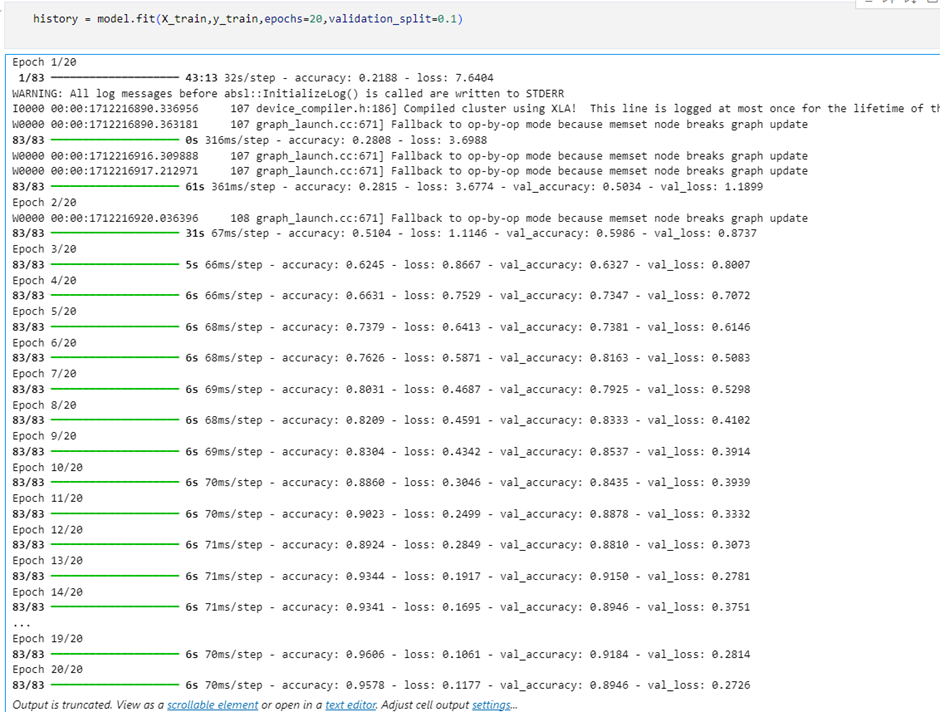 history = model.fit(X_train,y_train,epochs=20,validation_split=0.1)
Epoch 1/20
1/83 ━━━━━━━━━━━━━━━━━━━━ 43:13 32s/step - accuracy: 0.2188 - loss: 7.6404
WARNING: All log messages before absl::InitializeLog() is called are written to STDERR
I0000 00:00:1712216890.336956     107 device_compiler.h:186] Compiled cluster using XLA!  This line is logged at most once for the lifetime of th
W0000 00:00:1712216890.363181     107 graph_launch.cc:671] Fallback to op-by-op mode because memset node breaks graph update
83/83 ━━━━━━━━━━━━━━━━━━━━ 0s 316ms/step - accuracy: 0.2808 - loss: 3.6988
W0000 00:00:1712216916.309888     107 graph_launch.cc:671] Fallback to op-by-op mode because memset node breaks graph update
W0000 00:00:1712216917.212971     107 graph_launch.cc:671] Fallback to op-by-op mode because memset node breaks graph update
83/83 ━━━━━━━━━━━━━━━━━━━━ 61s 361ms/step - accuracy: 0.2815 - loss: 3.6774 - val_accuracy: 0.5034 - val_loss: 1.1899
Epoch 2/20
W0000 00:00:1712216920.036396     108 graph_launch.cc:671] Fallback to op-by-op mode because memset node breaks graph update
83/83 ━━━━━━━━━━━━━━━━━━━━ 31s 67ms/step - accuracy: 0.5104 - loss: 1.1146 - val_accuracy: 0.5986 - val_loss: 0.8737
Epoch 3/20
83/83 ━━━━━━━━━━━━━━━━━━━━ 5s 66ms/step - accuracy: 0.6245 - loss: 0.8667 - val_accuracy: 0.6327 - val_loss: 0.8007
Epoch 4/20
83/83 ━━━━━━━━━━━━━━━━━━━━ 6s 66ms/step - accuracy: 0.6631 - loss: 0.7529 - val_accuracy: 0.7347 - val_loss: 0.7072
Epoch 5/20
83/83 ━━━━━━━━━━━━━━━━━━━━ 6s 68ms/step - accuracy: 0.7379 - loss: 0.6413 - val_accuracy: 0.7381 - val_loss: 0.6146
Epoch 6/20
83/83 ━━━━━━━━━━━━━━━━━━━━ 6s 68ms/step - accuracy: 0.7626 - loss: 0.5871 - val_accuracy: 0.8163 - val_loss: 0.5083
Epoch 7/20
83/83 ━━━━━━━━━━━━━━━━━━━━ 6s 69ms/step - accuracy: 0.8031 - loss: 0.4687 - val_accuracy: 0.7925 - val_loss: 0.5298
Epoch 8/20
83/83 ━━━━━━━━━━━━━━━━━━━━ 6s 68ms/step - accuracy: 0.8209 - loss: 0.4591 - val_accuracy: 0.8333 - val_loss: 0.4102
Epoch 9/20
83/83 ━━━━━━━━━━━━━━━━━━━━ 6s 69ms/step - accuracy: 0.8304 - loss: 0.4342 - val_accuracy: 0.8537 - val_loss: 0.3914
Epoch 10/20
83/83 ━━━━━━━━━━━━━━━━━━━━ 6s 70ms/step - accuracy: 0.8860 - loss: 0.3046 - val_accuracy: 0.8435 - val_loss: 0.3939
Epoch 11/20
83/83 ━━━━━━━━━━━━━━━━━━━━ 6s 70ms/step - accuracy: 0.9023 - loss: 0.2499 - val_accuracy: 0.8878 - val_loss: 0.3332
Epoch 12/20
83/83 ━━━━━━━━━━━━━━━━━━━━ 6s 71ms/step - accuracy: 0.8924 - loss: 0.2849 - val_accuracy: 0.8810 - val_loss: 0.3073
Epoch 13/20
83/83 ━━━━━━━━━━━━━━━━━━━━ 6s 71ms/step - accuracy: 0.9344 - loss: 0.1917 - val_accuracy: 0.9150 - val_loss: 0.2781
Epoch 14/20
83/83 ━━━━━━━━━━━━━━━━━━━━ 6s 71ms/step - accuracy: 0.9341 - loss: 0.1695 - val_accuracy: 0.8946 - val_loss: 0.3751
...
Epoch 19/20
83/83 ━━━━━━━━━━━━━━━━━━━━ 6s 70ms/step - accuracy: 0.9606 - loss: 0.1061 - val_accuracy: 0.9184 - val_loss: 0.2814
Epoch 20/20
83/83 ━━━━━━━━━━━━━━━━━━━━ 6s 70ms/step - accuracy: 0.9578 - loss: 0.1177 - val_accuracy: 0.8946 - val_loss: 0.2726
Output is truncated. View as a scrollable element or open in a text editor. Adjust cell output settings...